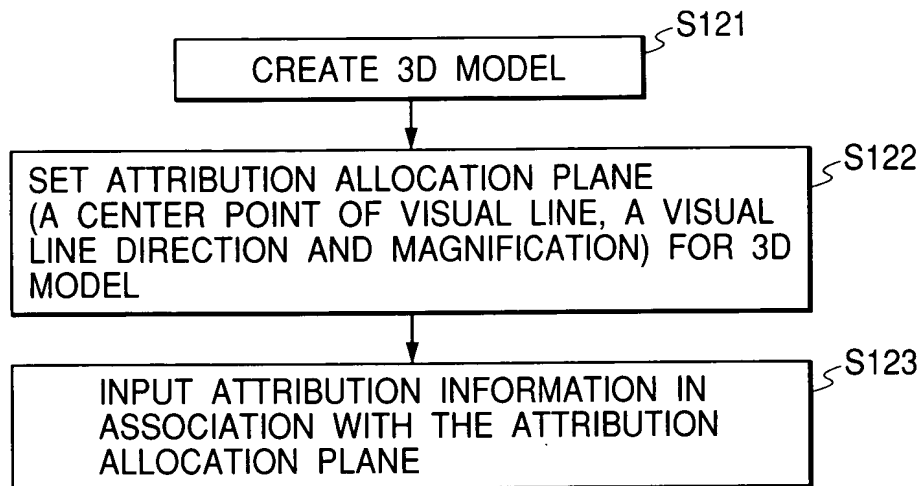 S121
CREATE 3D MODEL
S122
SET ATTRIBUTION ALLOCATION PLANE
(A CENTER POINT OF VISUAL LINE, A VISUAL
LINE DIRECTION AND MAGNIFICATION) FOR 3D
MODEL
S123
INPUT ATTRIBUTION INFORMATION IN
ASSOCIATION WITH THE ATTRIBUTION
ALLOCATION PLANE